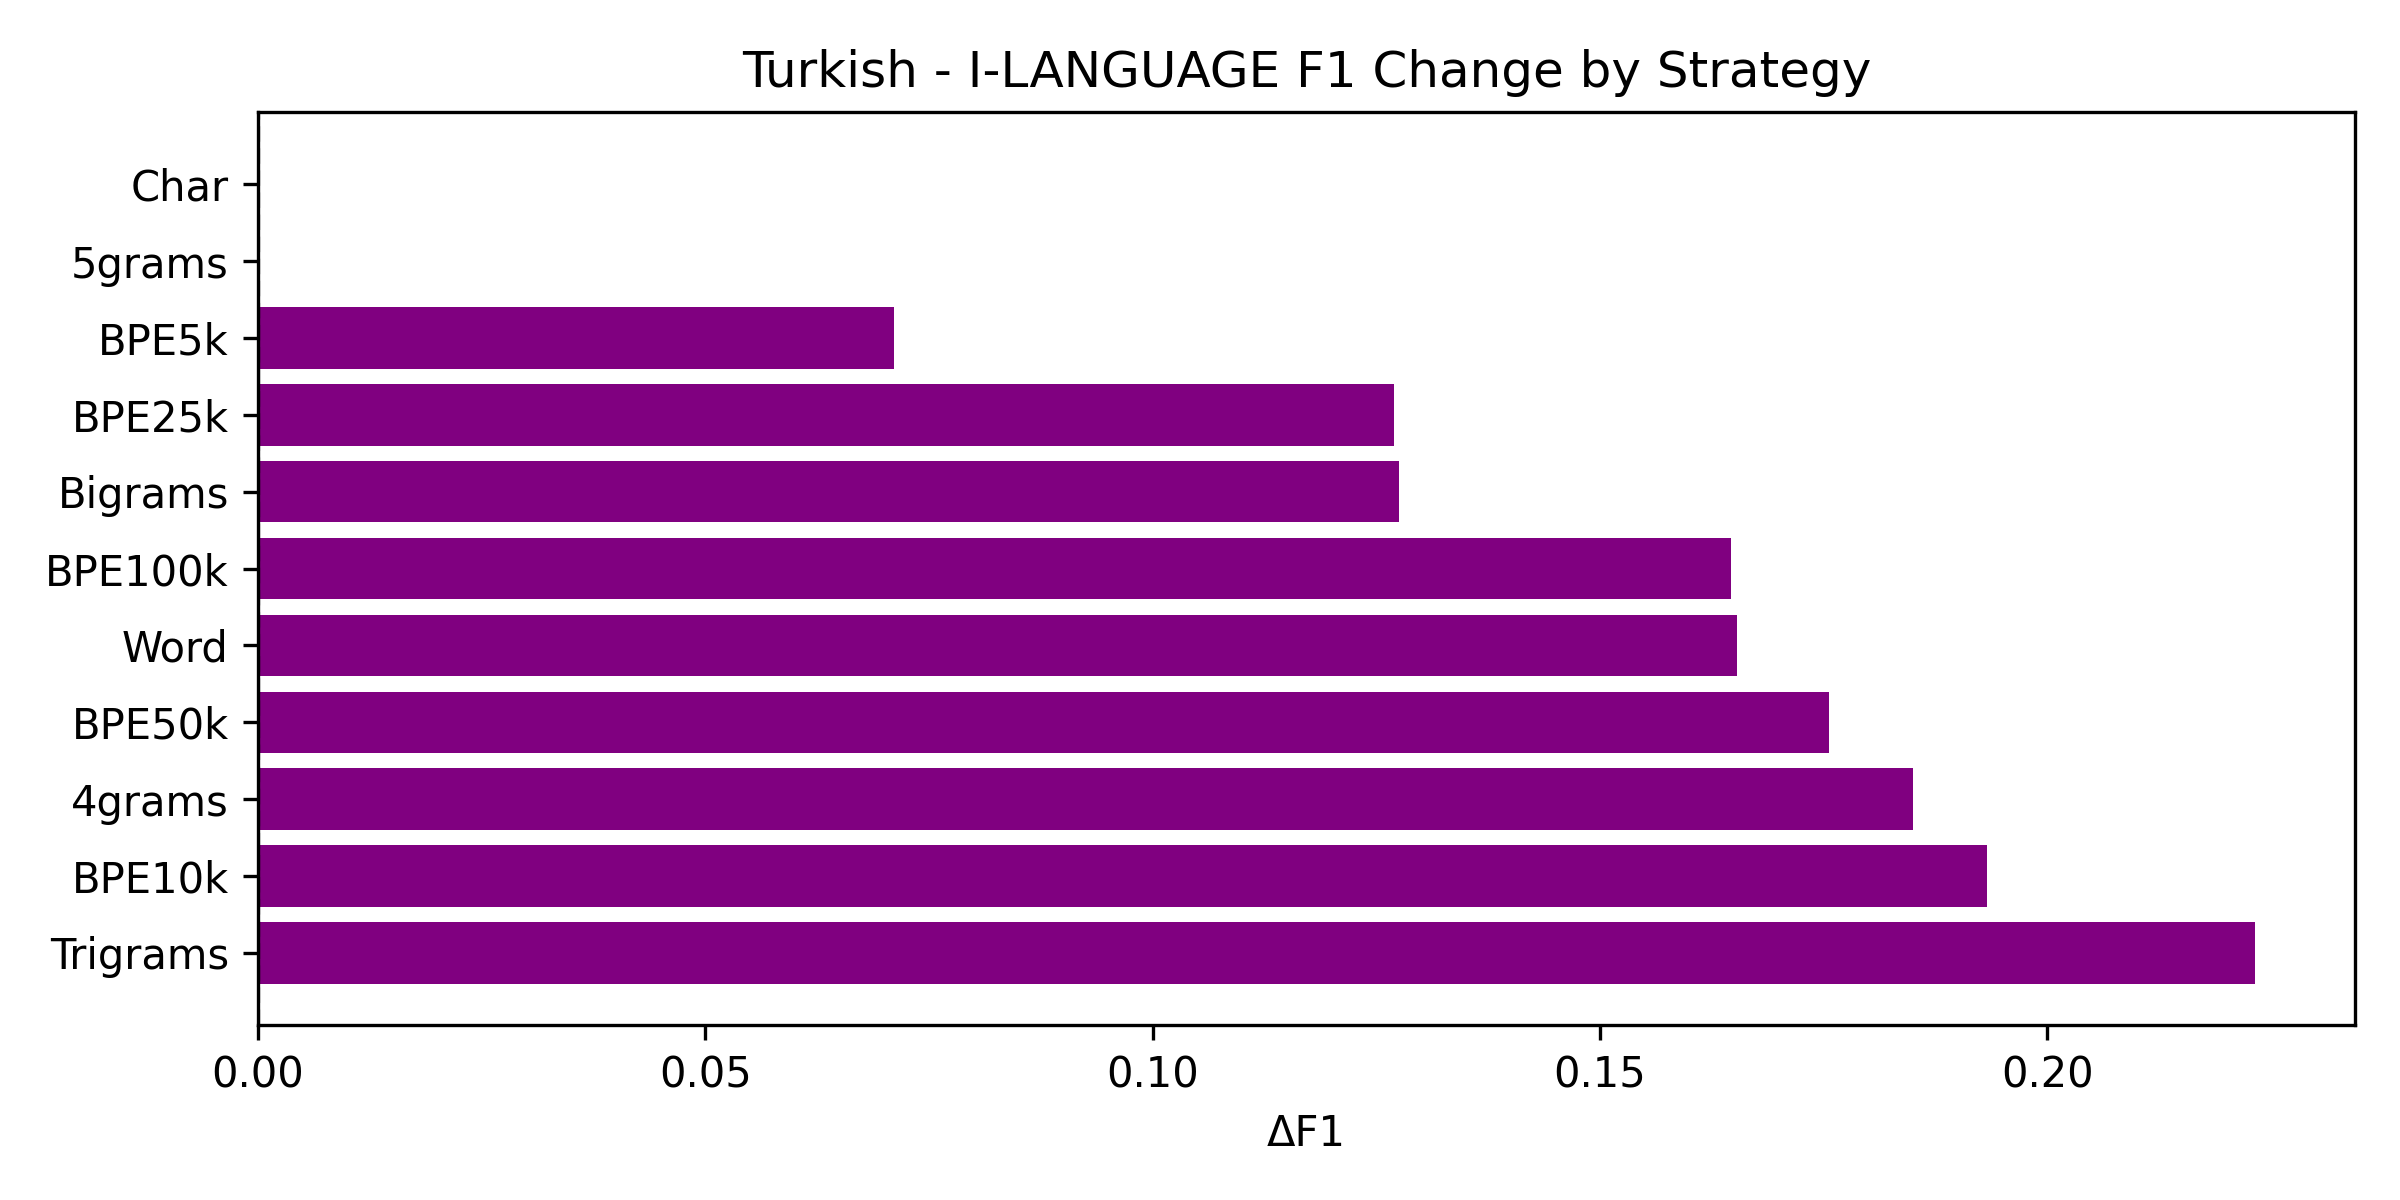 Turkish - I-LANGUAGE F1 Change by Strategy
Char
5grams
BPE5k
BPE25k
Bigrams
BPE100k
Word
BPE50k
4grams
BPE10k
Trigrams
0.00 0.05 0.10 0.15 0.20
ΔF1